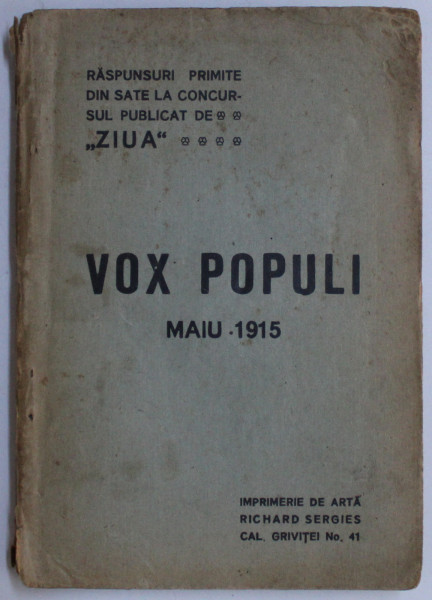 RĂSPUNSURI PRIMITE
DIN SATE LA CONCUR-
SUL PUBLICAT DE
„ZIUA“
VOX POPULI
MAIU .1915
IMPRIMERIE DE ARTĂ
RICHARD SERGIES
CAL. GRIVIȚEI No. 41